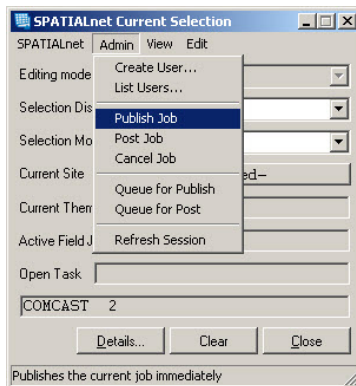 SPATIALnet Current Selection
SPATIALnet Admin View Edit
Editing mode
Create User...
List Users...
Selection Dis
Publish Job
Selection Mo
Post Job
Cancel Job
Current Site
ed-
Queue for Publish
Current Them
Queue for Post
Active Field J
Refresh Session
Open Task
COMCAST 2
Details... Clear Close
Publishes the current job immediately